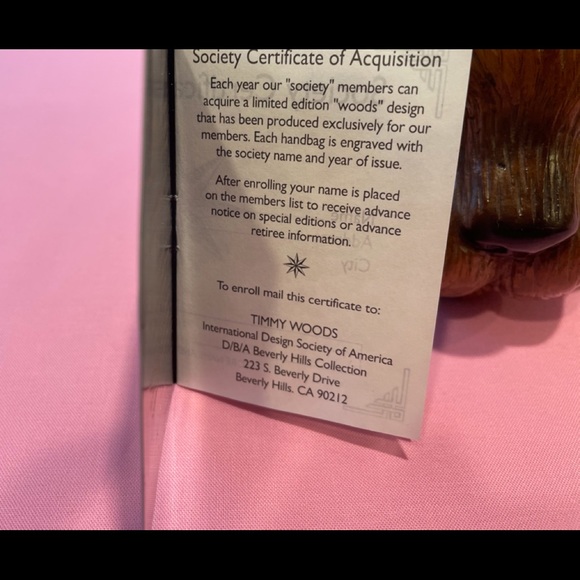 Society Certificate of Acquisition
Each year our "society" members can
acquire a limited edition "woods" design
that has been produced exclusively for our
members. Each handbag is engraved with
the society name and year of issue.
After enrolling your name is placed
on the members list to receive advance
notice on special editions or advance
retiree information.
To enroll mail this certificate to:
TIMMY WOODS
International Design Society of America
D/B/A Beverly Hills Collection
223 S. Beverly Drive
Beverly Hills. CA 90212